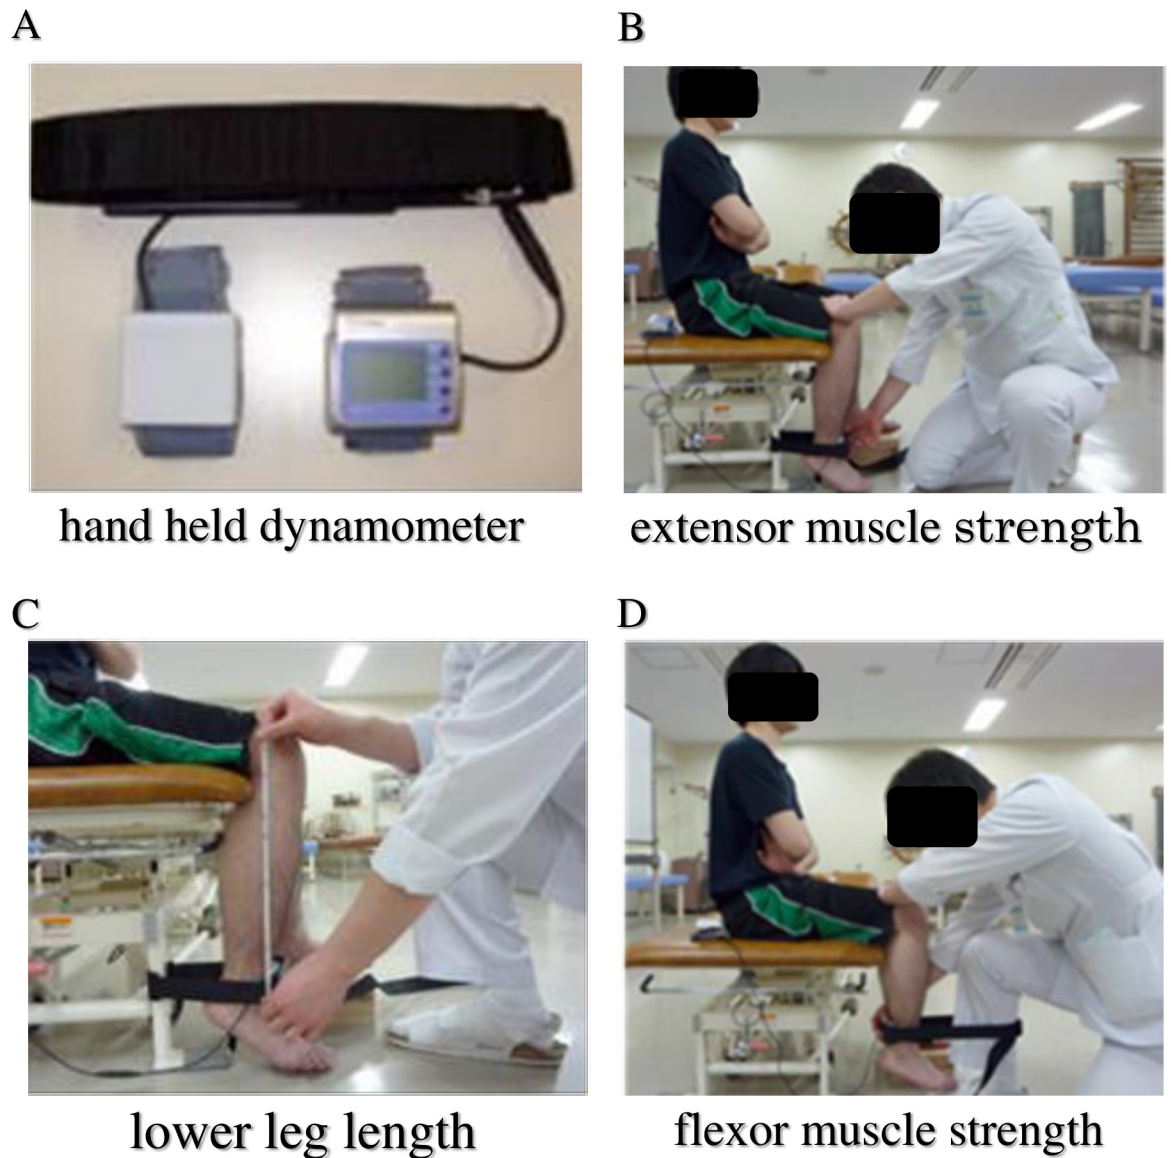 A
B
hand held dynamometer
extensor muscle strength
C
D
lower leg length
flexor muscle strength